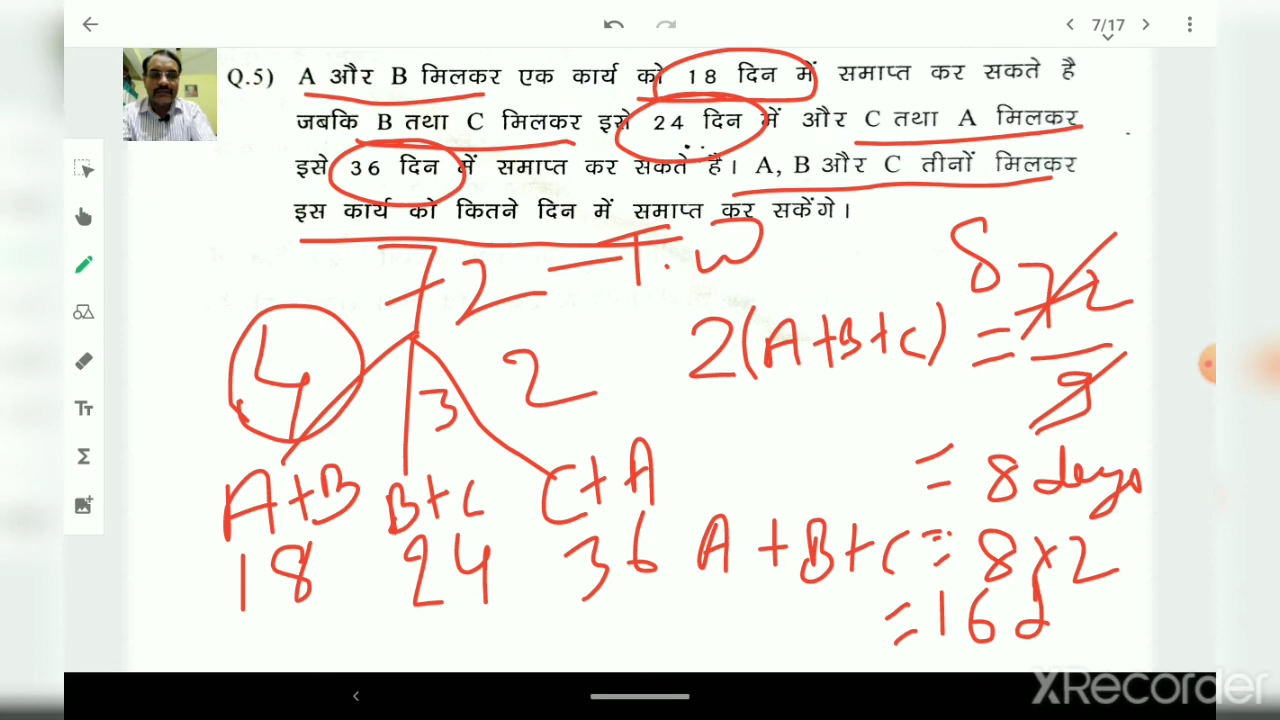 7/17
Q.5) A और B मिलकर एक कार्य को 18 दिन में समाप्त कर सकते है
जबकि B तथा C मिलकर इसे 24 दिन में और C तथा A मिलकर
इसे 36 दिन में समाप्त कर सकते है। A, B और C तीनों मिलकर
इस कार्य को कितने दिन में समाप्त कर सकेंगे।
72 — T.W
8
72
2(A+B+C) = 9
4 3 2
= 8 days
A+B B+C C+A
18 24 36
A+B+C = 8×2
= 16d
Tт
Σ
XRecorder